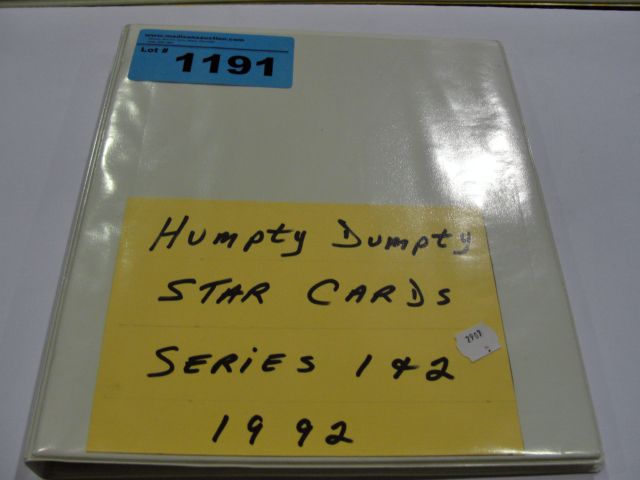 Lot #
1191
Humpty Dumpty
STAR CARDS
SERIES 1 & 2
1992